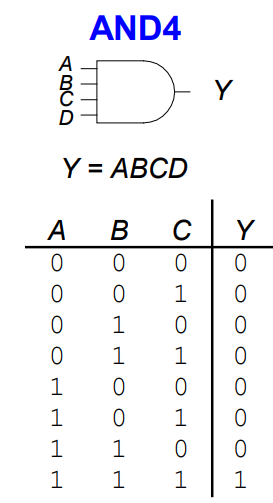 AND4
A
B
C
D
Y
Y = ABCD
A B C Y
0 0 0 0
0 0 1 0
0 1 0 0
0 1 1 0
1 0 0 0
1 0 1 0
1 1 0 0
1 1 1 1